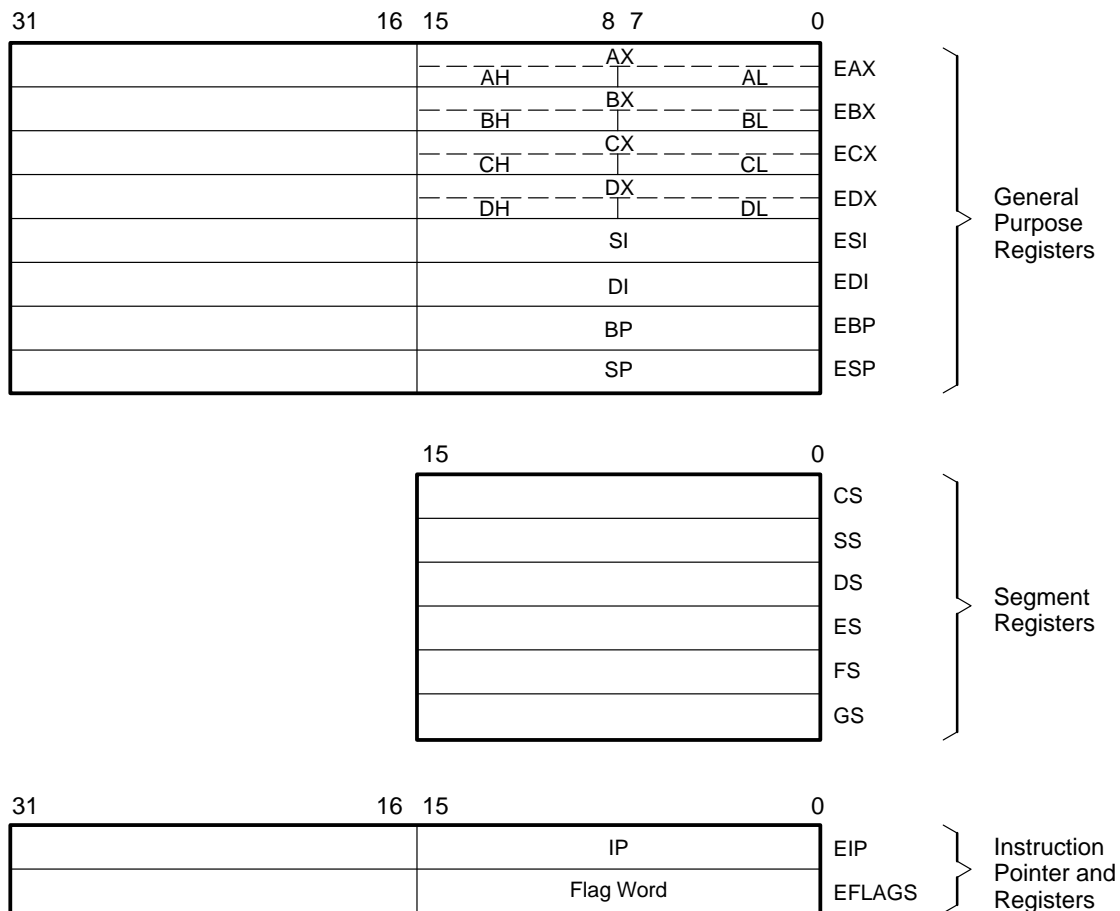 31 16 15 8 7 0
AX
AH AL EAX
BX
BH BL EBX
CX
CH CL ECX
DX
DH DL EDX
SI ESI
DI EDI
BP EBP
SP ESP
General
Purpose
Registers
15 0
CS
SS
DS
ES
FS
GS
Segment
Registers
31 16 15 0
IP EIP
Flag Word EFLAGS
Instruction
Pointer and
Registers